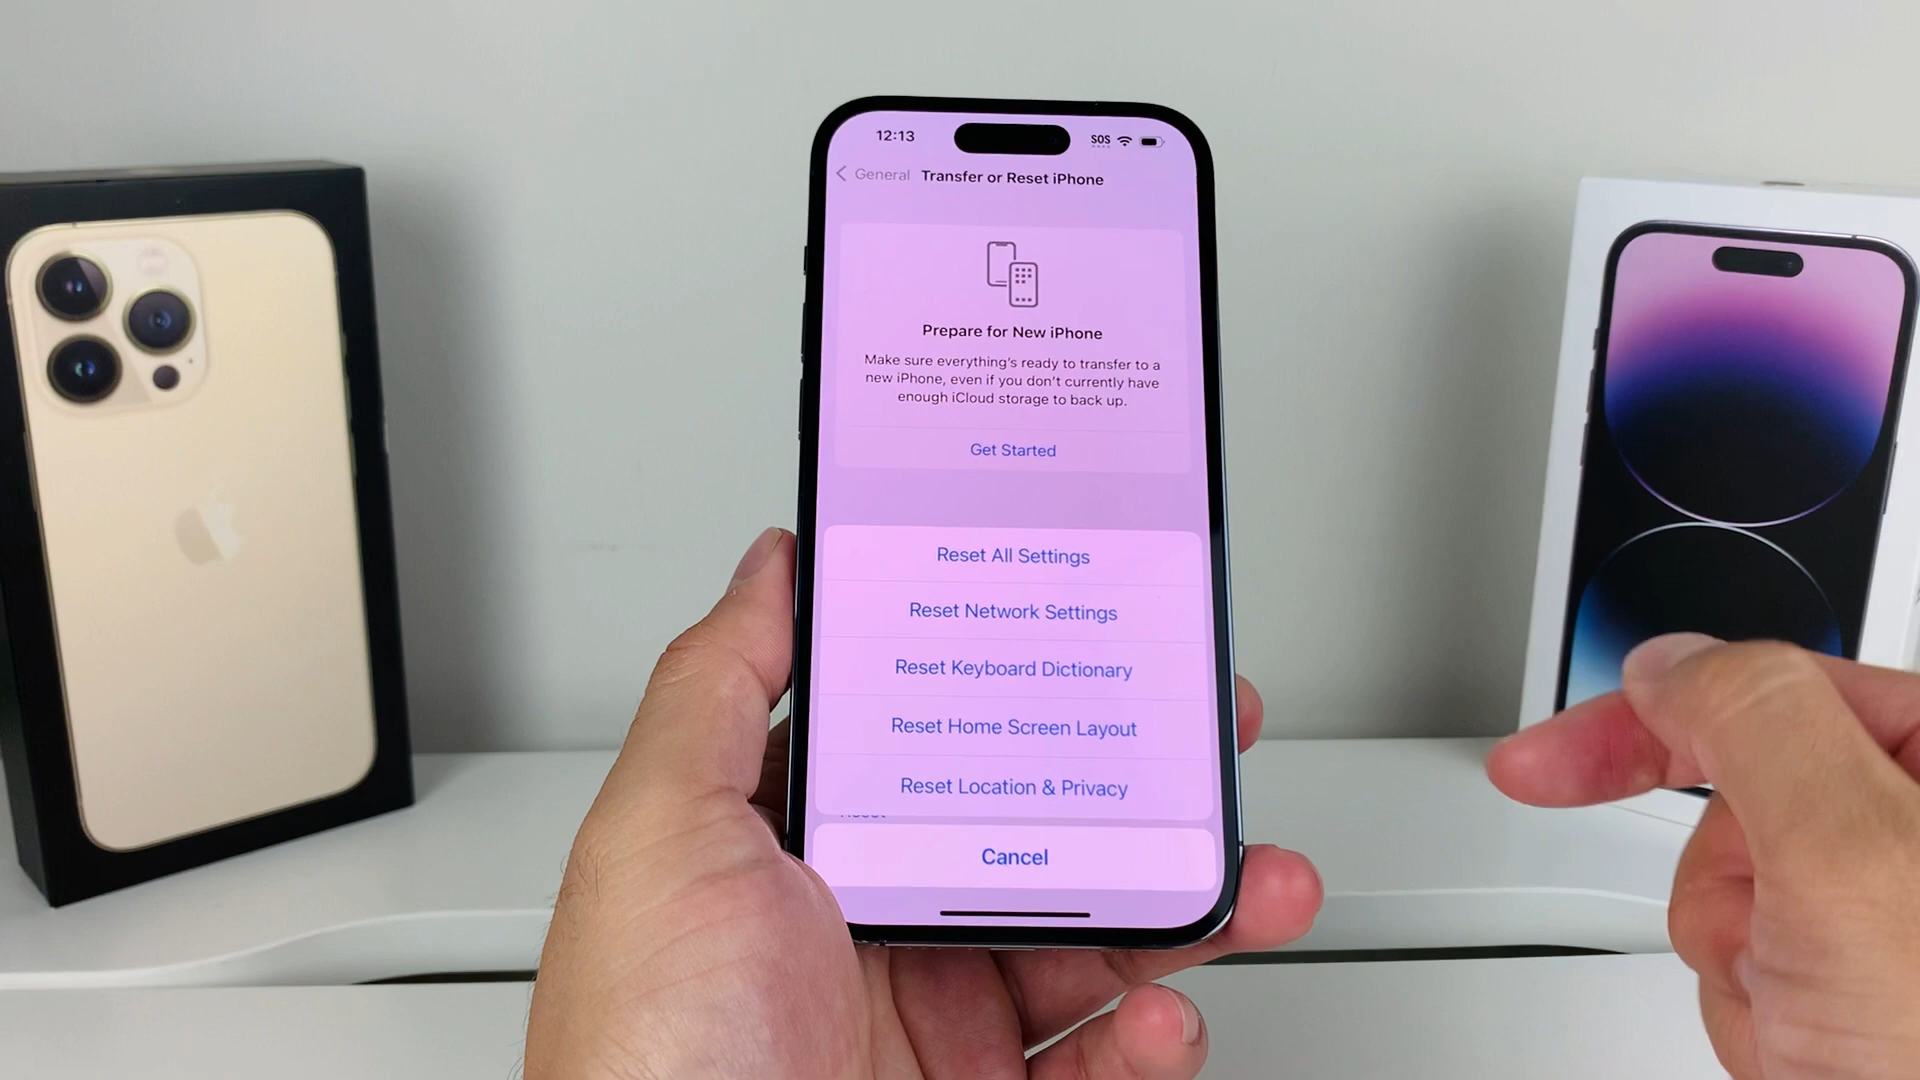 12:13
SOS
General Transfer or Reset iPhone
Prepare for New iPhone
Make sure everything's ready to transfer to a
new iPhone, even if you don't currently have
enough iCloud storage to back up.
Get Started
Reset All Settings
Reset Network Settings
Reset Keyboard Dictionary
Reset Home Screen Layout
Reset Location & Privacy
Reset
Cancel